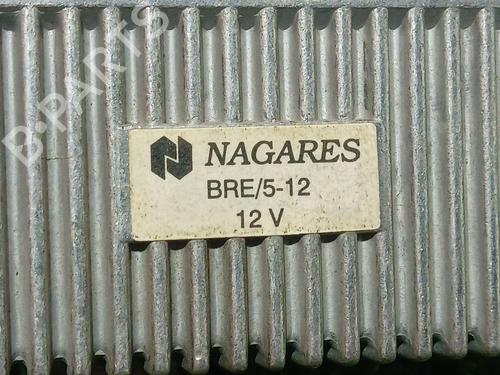 B-PARTS
NAGARES
BRE/5-12
12 V